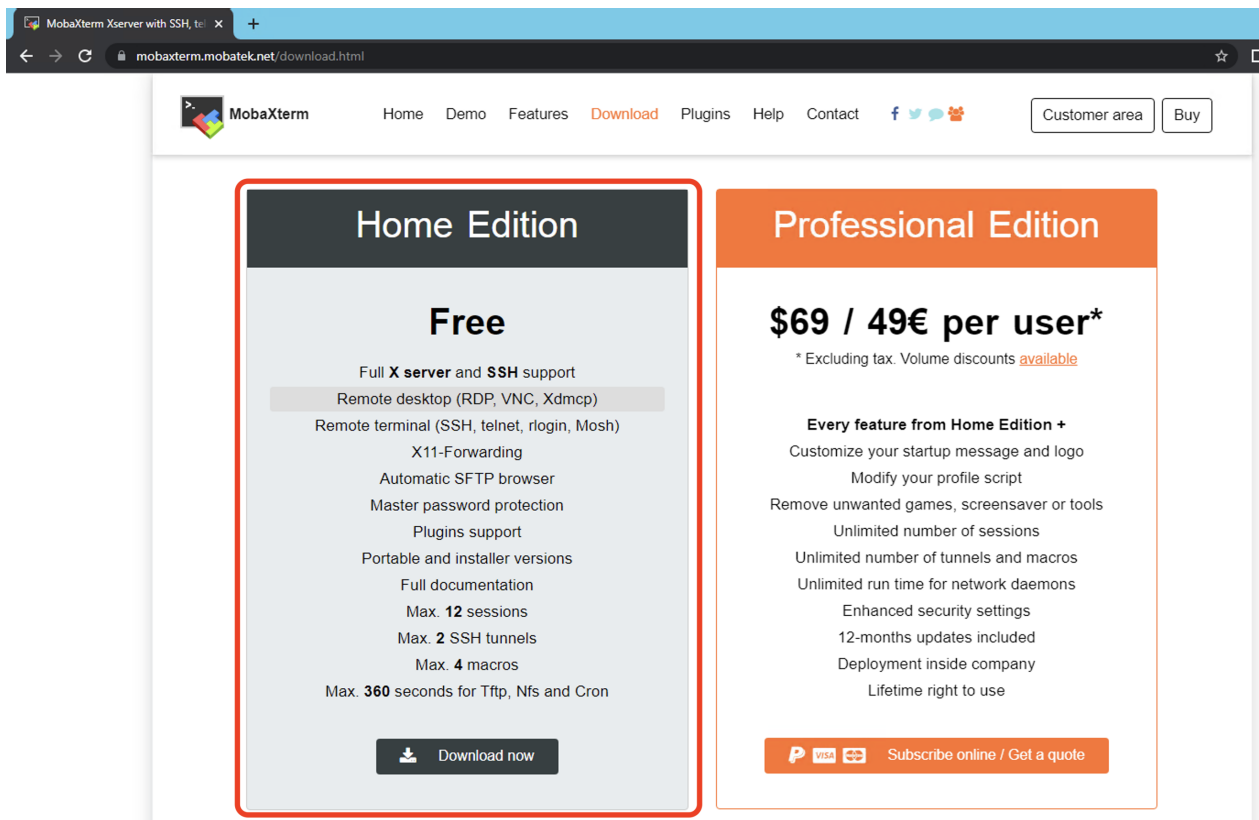 MobaXterm Xserver with SSH, tel
mobaxterm.mobatek.net/download.html
MobaXterm Home Demo Features Download Plugins Help Contact Customer area Buy
Home Edition
Free
Full X server and SSH support
Remote desktop (RDP, VNC, Xdmcp)
Remote terminal (SSH, telnet, rlogin, Mosh)
X11-Forwarding
Automatic SFTP browser
Master password protection
Plugins support
Portable and installer versions
Full documentation
Max. 12 sessions
Max. 2 SSH tunnels
Max. 4 macros
Max. 360 seconds for Tftp, Nfs and Cron
Download now
Professional Edition
$69 / 49€ per user*
* Excluding tax. Volume discounts available
Every feature from Home Edition +
Customize your startup message and logo
Modify your profile script
Remove unwanted games, screensaver or tools
Unlimited number of sessions
Unlimited number of tunnels and macros
Unlimited run time for network daemons
Enhanced security settings
12-months updates included
Deployment inside company
Lifetime right to use
VISA Subscribe online / Get a quote